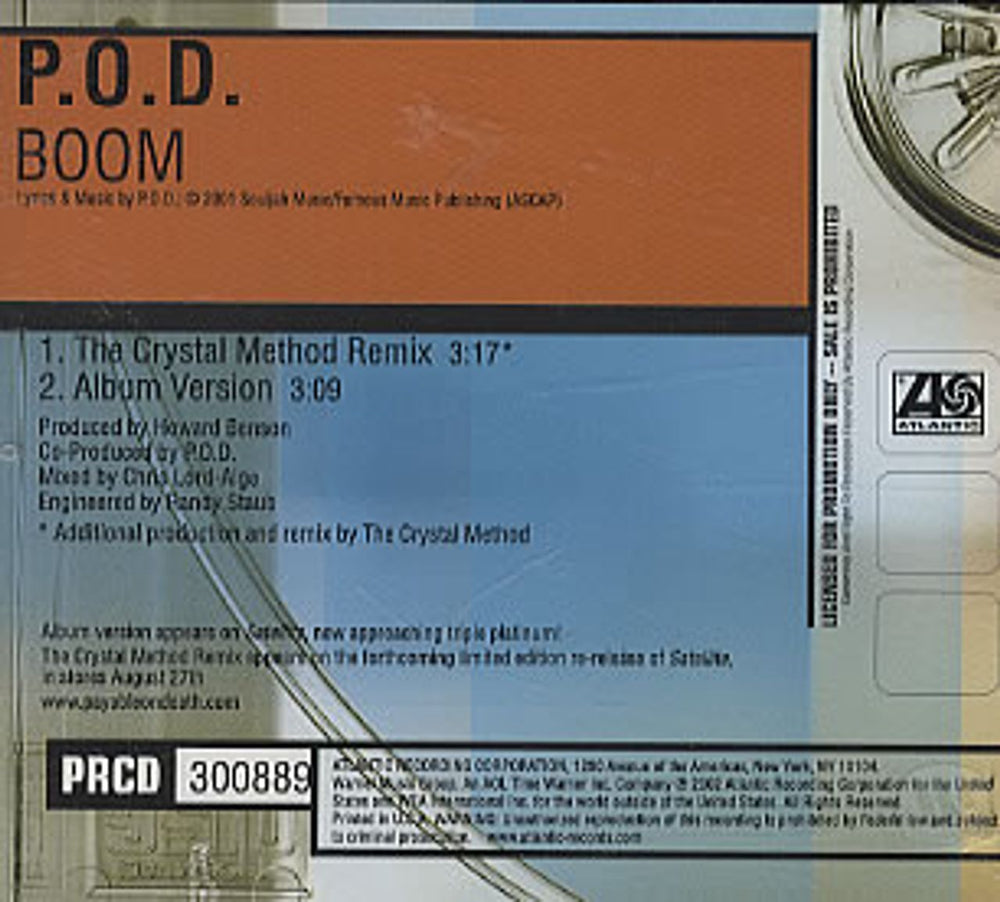 P.O.D.
BOOM
Lyrics & Music by P.O.D.; © 2001 Souljah Music/Famous Music Publishing (ASCAP)
1. The Crystal Method Remix 3:17*
2. Album Version 3:09
Produced by Howard Benson
Co-Produced by P.O.D.
Mixed by Chris Lord-Alge
Engineered by Randy Staub
* Additional production and remix by The Crystal Method
Album version appears on Satellite, now approaching triple platinum!
The Crystal Method Remix appears on the forthcoming limited edition re-release of Satellite,
in stores August 27th
www.payableondeath.com
PRCD 300889
ATLANTIC RECORDING CORPORATION, 1290 Avenue of the Americas, New York, NY 10104.
Warner Music Group, An AOL Time Warner Inc. Company ℗ 2002 Atlantic Recording Corporation for the United
States and WEA International Inc. for the world outside of the United States. All Rights Reserved.
Printed in U.S.A. WARNING: Unauthorized reproduction of this recording is prohibited by Federal law and subject
to criminal prosecution. www.atlantic-records.com
LICENSED FOR PROMOTION ONLY — SALE IS PROHIBITED
ATLANTIC